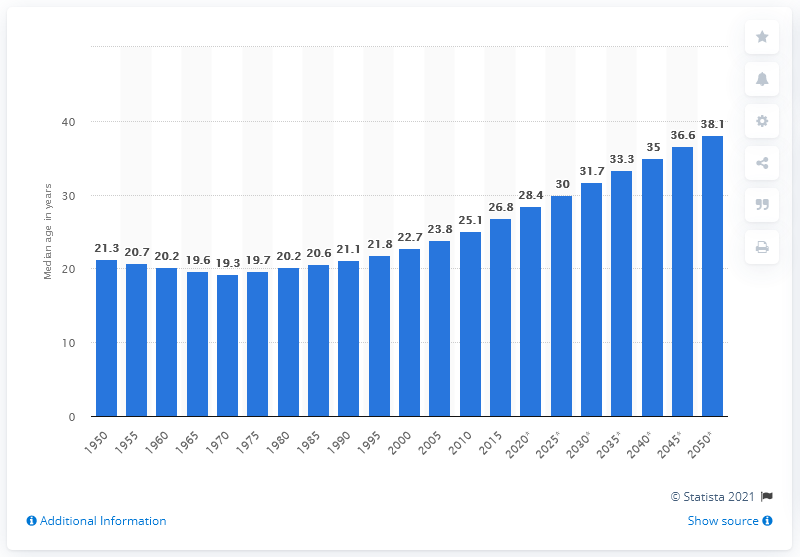 Median age in years
40
30
20
10
0
21.3 20.7 20.2 19.6 19.3 19.7 20.2 20.6 21.1 21.8 22.7 23.8 25.1 26.8 28.4 30 31.7 33.3 35 36.6 38.1
1950 1955 1960 1965 1970 1975 1980 1985 1990 1995 2000 2005 2010 2015 2020* 2025* 2030* 2035* 2040* 2045* 2050*
© Statista 2021
Additional Information
Show source